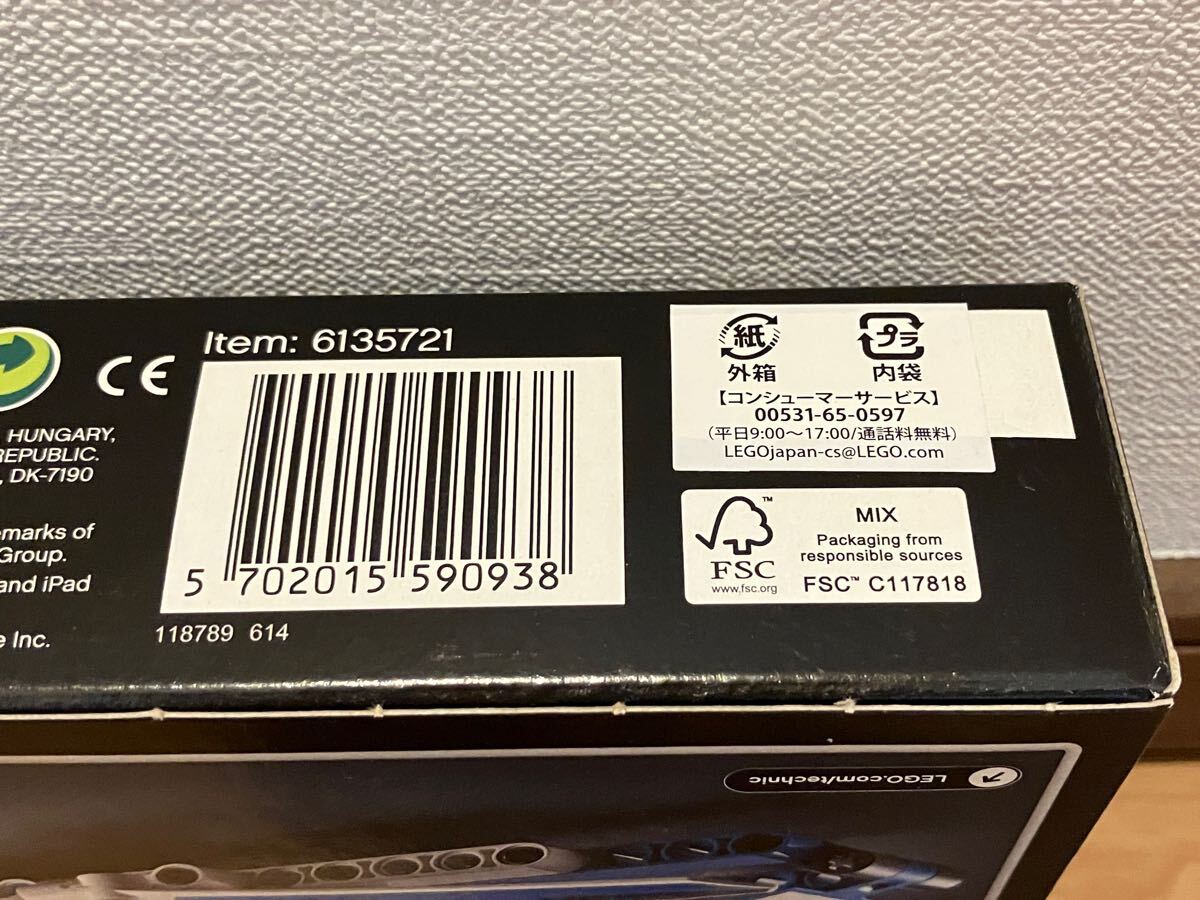 Item: 6135721
CE
HUNGARY,
REPUBLIC.
, DK-7190
emarks of
Group.
and iPad
e Inc.
5 702015 590938
118789 614
紙 プラ
外箱 内袋
【コンシューマーサービス】
00531-65-0597
(平日9:00〜17:00/通話料無料)
LEGOjapan-cs@LEGO.com
FSC™
www.fsc.org
MIX
Packaging from
responsible sources
FSC™ C117818
LEGO.com/technic